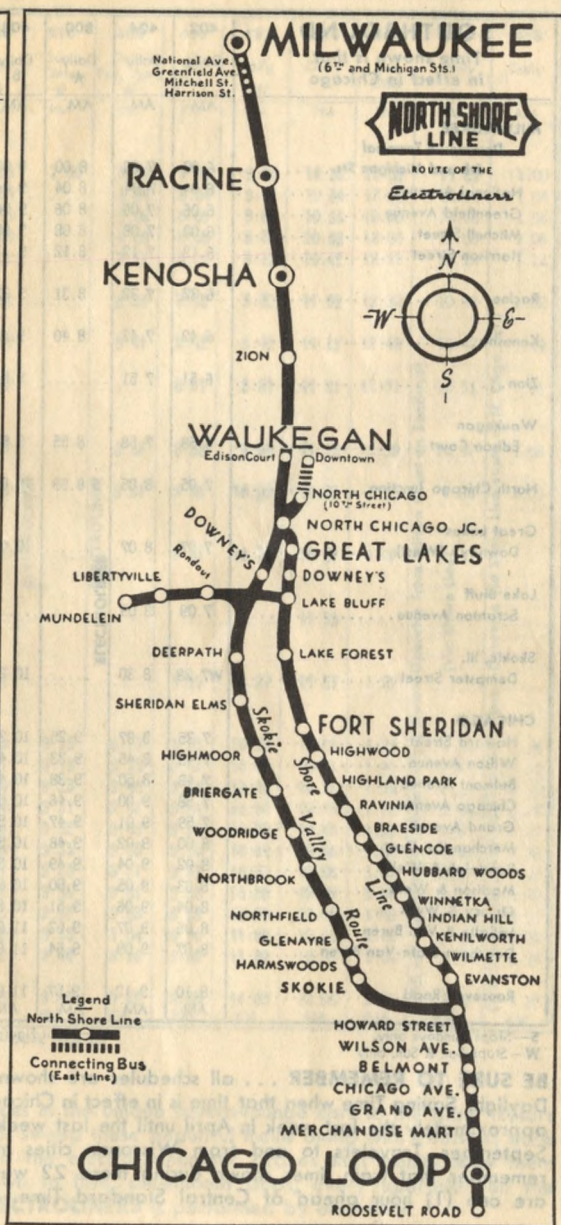 MILWAUKEE
(6TH and Michigan Sts.)
National Ave.
Greenfield Ave.
Mitchell St.
Harrison St.
NORTH SHORE
LINE
ROUTE OF THE
Electroliners
N
W
E
S
RACINE
KENOSHA
ZION
WAUKEGAN
Edison Court
Downtown
NORTH CHICAGO
(10TH Street)
NORTH CHICAGO JC.
GREAT LAKES
DOWNEY'S
DOWNEY'S
Rondout
LIBERTYVILLE
MUNDELEIN
LAKE BLUFF
DEERPATH
LAKE FOREST
SHERIDAN ELMS
Skokie Valley Route
Shore Line
FORT SHERIDAN
HIGHMOOR
HIGHWOOD
BRIERGATE
HIGHLAND PARK
RAVINIA
WOODRIDGE
BRAESIDE
GLENCOE
NORTHBROOK
HUBBARD WOODS
WINNETKA
NORTHFIELD
INDIAN HILL
GLENAYRE
KENILWORTH
HARMSWOODS
WILMETTE
SKOKIE
EVANSTON
Legend
North Shore Line
Connecting Bus
(East Line)
HOWARD STREET
WILSON AVE.
BELMONT
CHICAGO AVE.
GRAND AVE.
MERCHANDISE MART
CHICAGO LOOP
ROOSEVELT ROAD